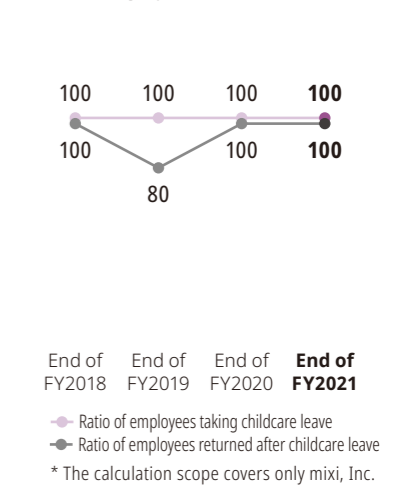 100 100 100 100
100 100 100
80
End of End of End of End of
FY2018 FY2019 FY2020 FY2021
Ratio of employees taking childcare leave
Ratio of employees returned after childcare leave
* The calculation scope covers only mixi, Inc.